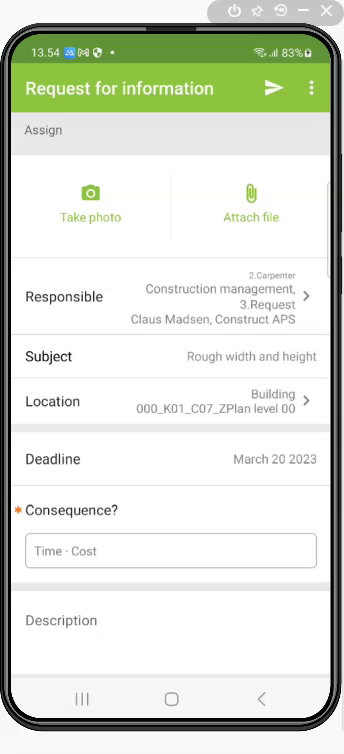 13.54
83%
Request for information
Assign
Take photo
Attach file
2.Carpenter
Responsible
Construction management,
3.Request
Claus Madsen, Construct APS
Subject
Rough width and height
Location
Building
000_K01_C07_ZPlan level 00
Deadline
March 20 2023
* Consequence?
Time · Cost
Description